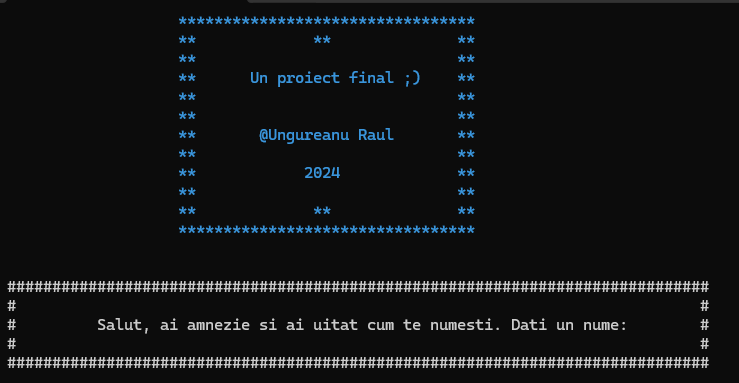 *********************************
** ** **
** **
** Un proiect final ;) **
** **
** **
** @Ungureanu Raul **
** **
** 2024 **
** **
** ** **
*********************************
##############################################################################
# #
# Salut, ai amnezie si ai uitat cum te numesti. Dati un nume: #
# #
##############################################################################